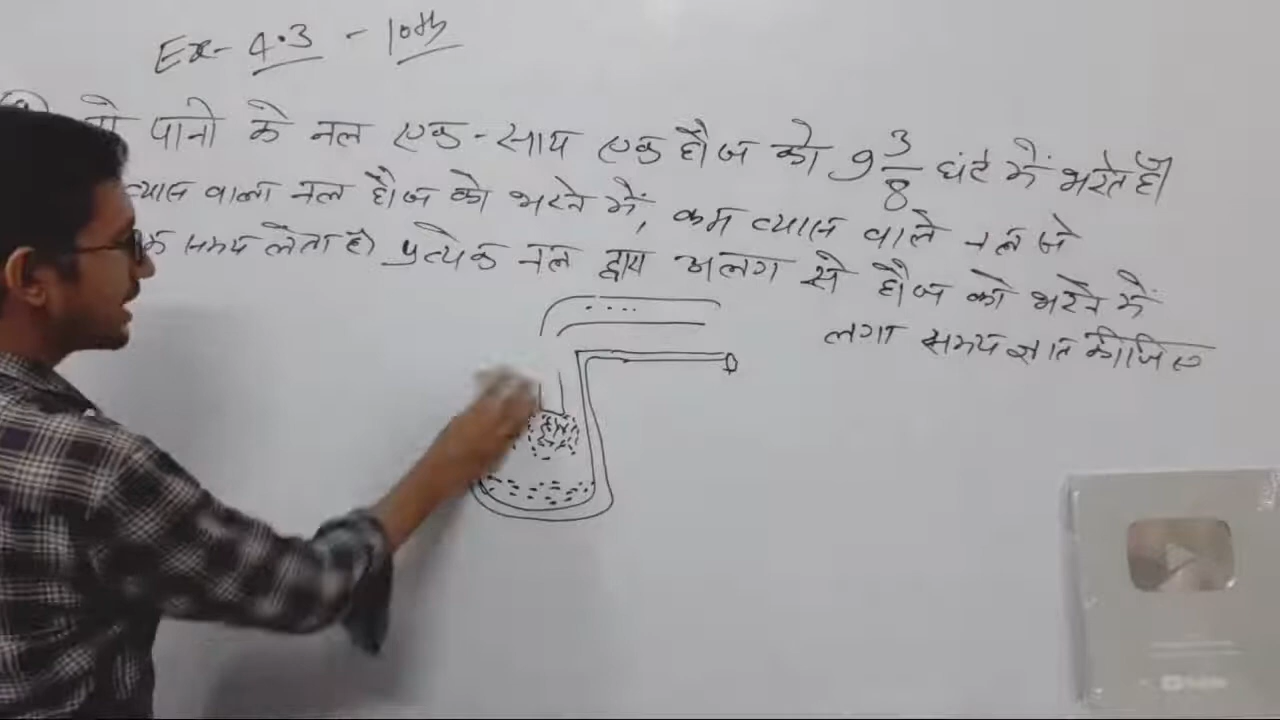 Ex- 4.3 - 10th
पानी के नल एक-साथ एक हौज को 9 3/8 घंटे में भरते हैं।
व्यास वाला नल हौज को भरने में, कम व्यास वाले नल से
समय लेता है। प्रत्येक नल द्वारा अलग से हौज को भरने में
लगा समय ज्ञात कीजिए